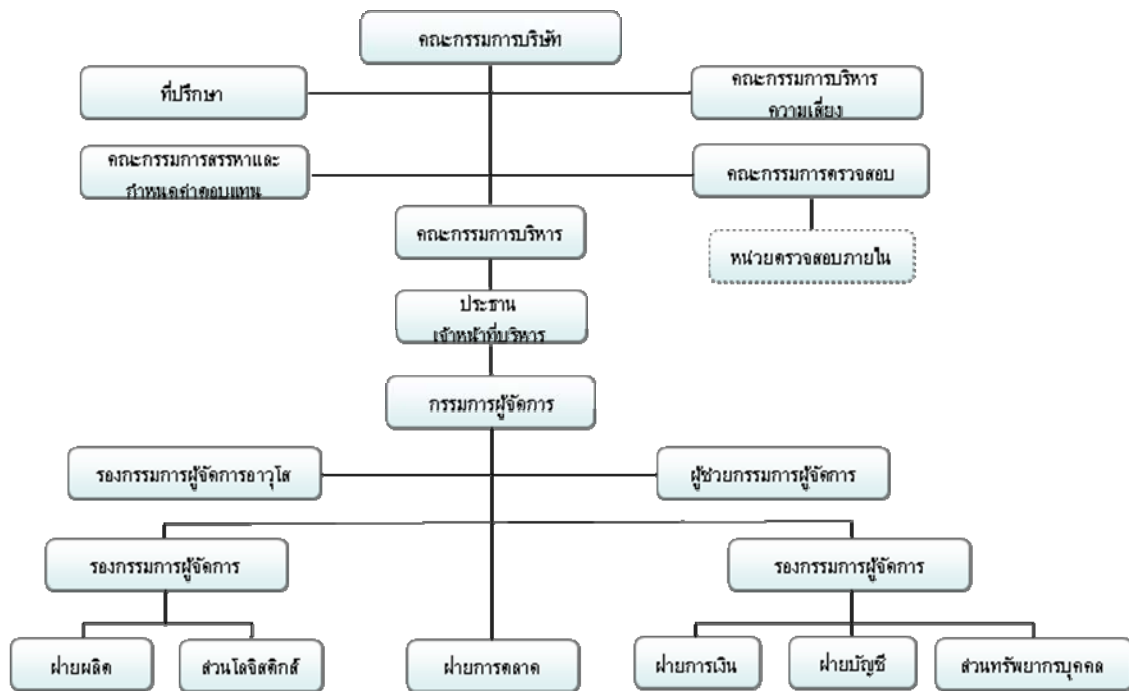 คณะกรรมการบริษัท
ที่ปรึกษา
คณะกรรมการบริหาร
ความเสี่ยง
คณะกรรมการสรรหาและ
กำหนดค่าตอบแทน
คณะกรรมการตรวจสอบ
คณะกรรมการบริหาร
หน่วยตรวจสอบภายใน
ประธาน
เจ้าหน้าที่บริหาร
กรรมการผู้จัดการ
รองกรรมการผู้จัดการอาวุโส
ผู้ช่วยกรรมการผู้จัดการ
รองกรรมการผู้จัดการ
รองกรรมการผู้จัดการ
ฝ่ายผลิต
ส่วนโลจิสติกส์
ฝ่ายการตลาด
ฝ่ายการเงิน
ฝ่ายบัญชี
ส่วนทรัพยากรบุคคล